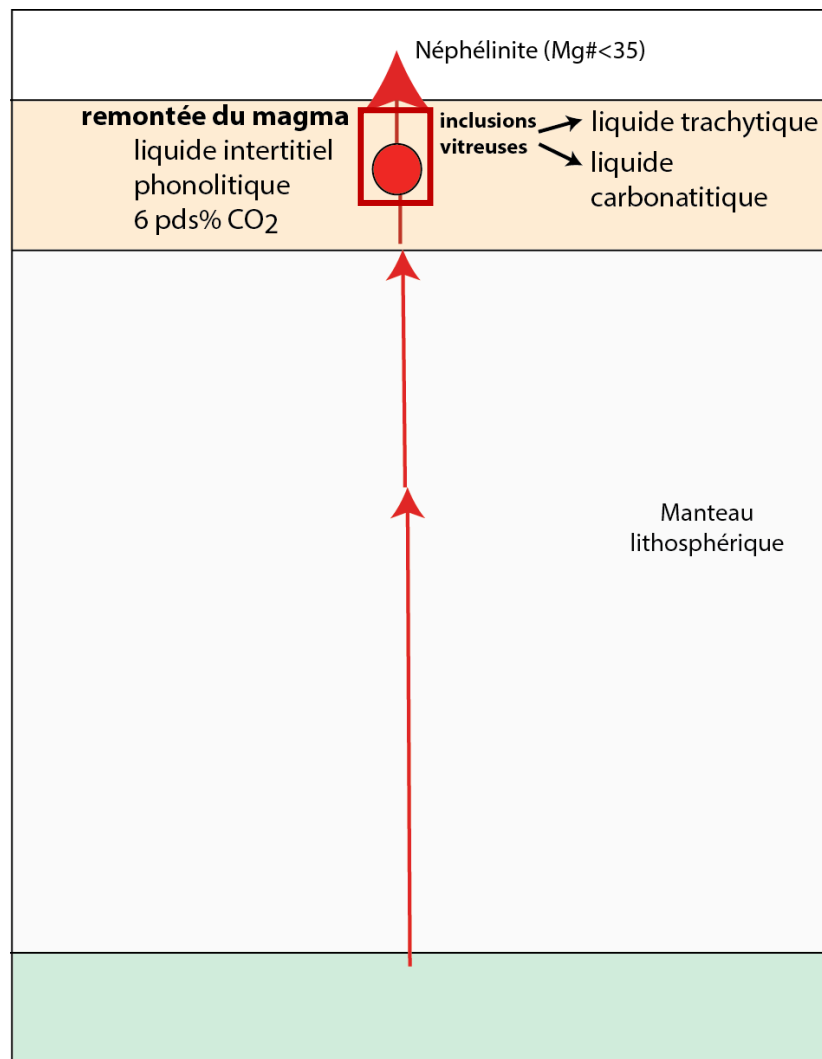 Néphélinite (Mg#<35)
remontée du magma
liquide intertitiel
phonolitique
6 pds% CO2
inclusions
vitreuses
liquide trachytique
liquide
carbonatitique
Manteau
lithosphérique